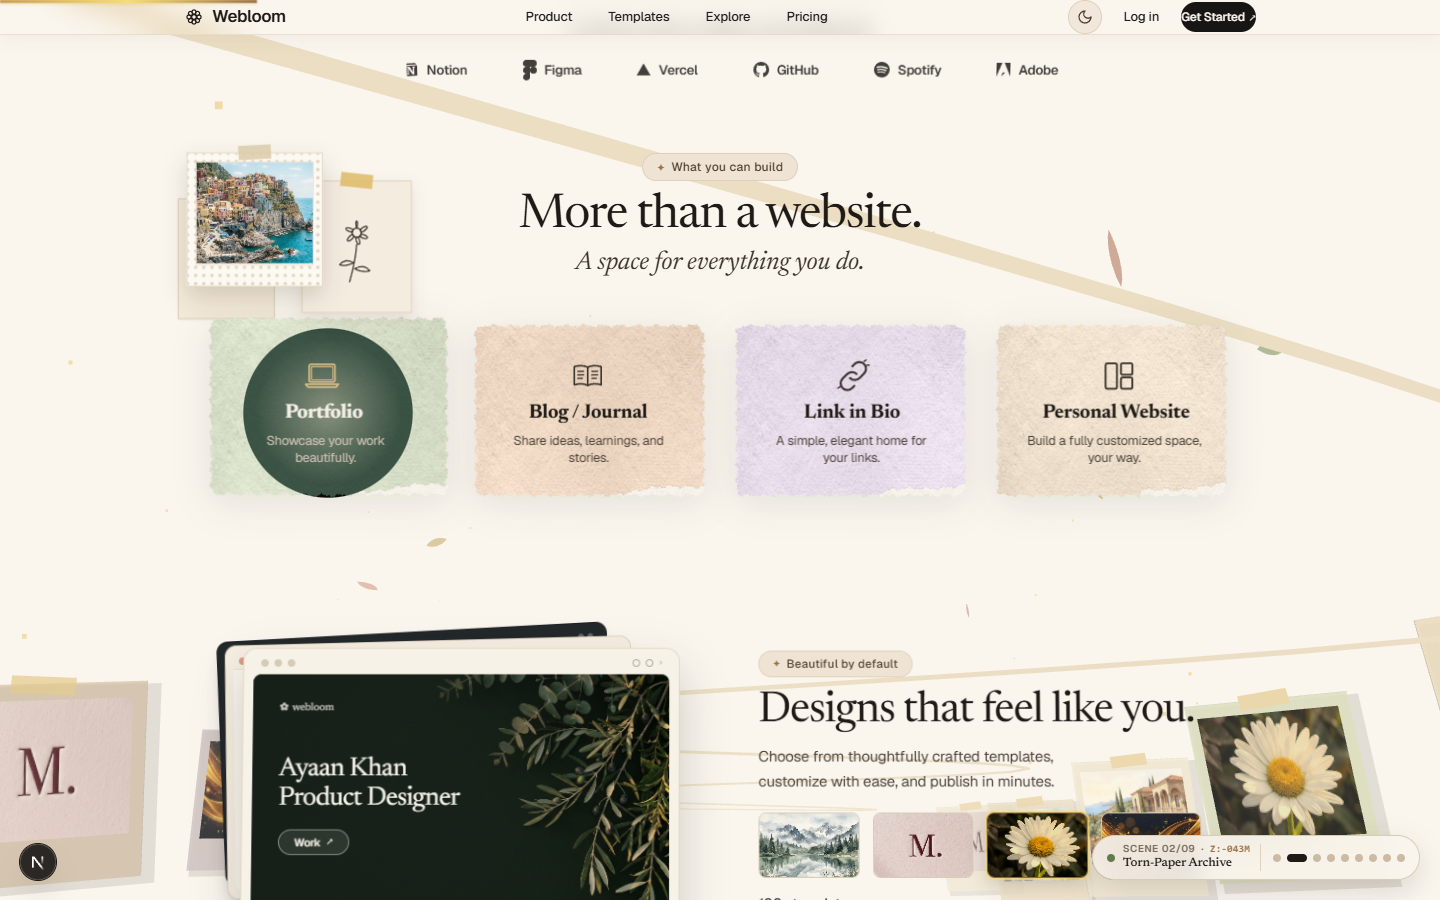 Webloom
Product
Templates
Explore
Pricing
Log in
Get Started ↗
Notion
Figma
Vercel
GitHub
Spotify
Adobe
What you can build
More than a website.
A space for everything you do.
Portfolio
Showcase your work
beautifully.
Blog / Journal
Share ideas, learnings, and
stories.
Link in Bio
A simple, elegant home for
your links.
Personal Website
Build a fully customized space,
your way.
M.
webloom
Ayaan Khan
Product Designer
Work ↗
Beautiful by default
Designs that feel like you.
Choose from thoughtfully crafted templates,
customize with ease, and publish in minutes.
M.
N
SCENE 02/09 · Z:-043M
Torn-Paper Archive